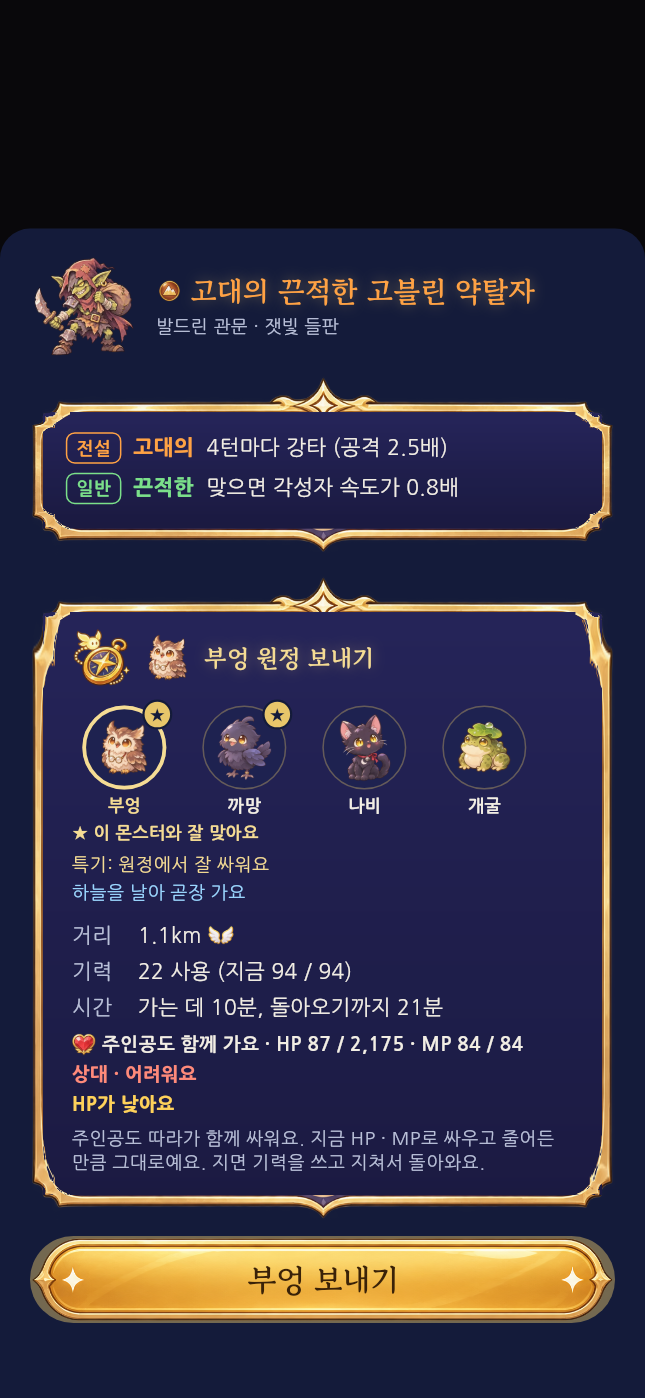 고대의 끈적한 고블린 약탈자
발드린 관문 · 잿빛 들판
전설 고대의 4턴마다 강타 (공격 2.5배)
일반 끈적한 맞으면 각성자 속도가 0.8배
부엉 원정 보내기
부엉 까망 나비 개굴
★ 이 몬스터와 잘 맞아요
특기: 원정에서 잘 싸워요
하늘을 날아 곧장 가요
거리 1.1km
기력 22 사용 (지금 94 / 94)
시간 가는 데 10분, 돌아오기까지 21분
주인공도 함께 가요 · HP 87 / 2,175 · MP 84 / 84
상대 · 어려워요
HP가 낮아요
주인공도 따라가 함께 싸워요. 지금 HP · MP로 싸우고 줄어든
만큼 그대로예요. 지면 기력을 쓰고 지쳐서 돌아와요.
부엉 보내기